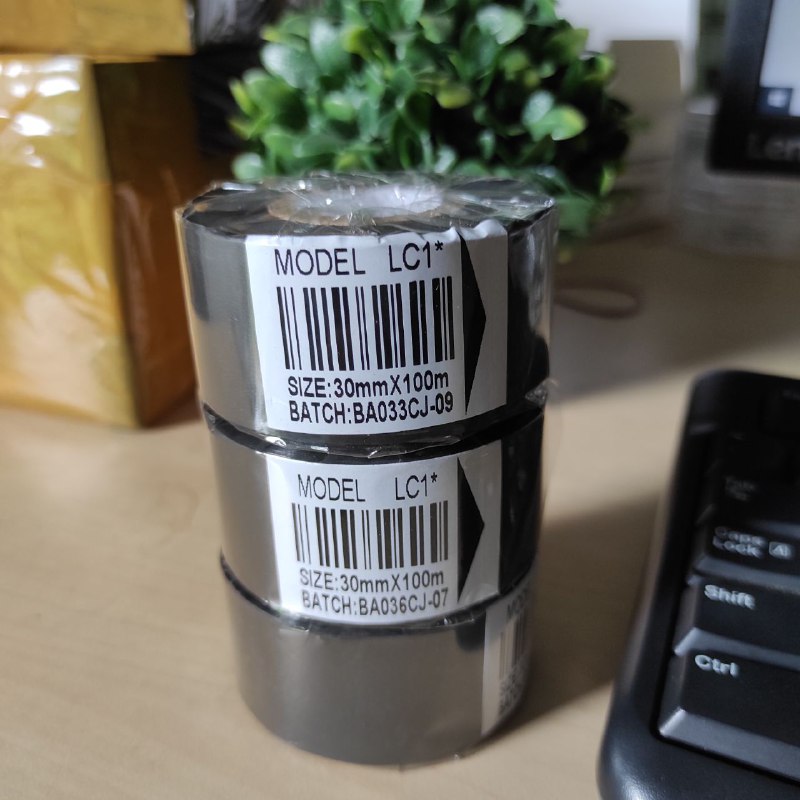 MODEL LC1*
SIZE:30mmX100m
BATCH:BA033CJ-09
MODEL LC1*
SIZE:30mmX100m
BATCH:BA036CJ-07
Caps
Lock
Shift
Ctrl